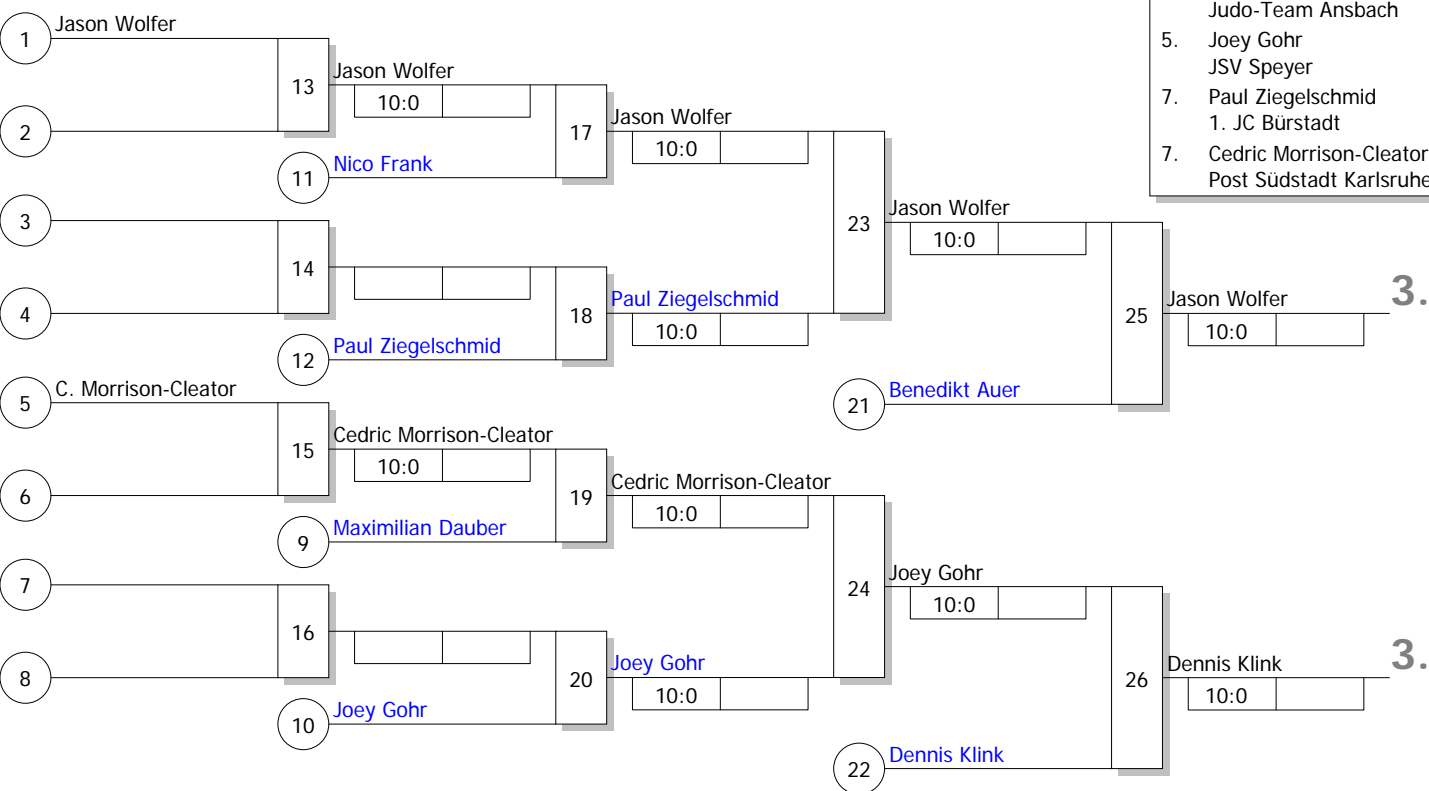 Judo-Team Ansbach
5. Joey Gohr
JSV Speyer
7. Paul Ziegelschmid
1. JC Bürstadt
7. Cedric Morrison-Cleator
Post Südstadt Karlsruhe
1 Jason Wolfer
13 Jason Wolfer
10:0
2
17 Jason Wolfer
10:0
11 Nico Frank
3
23 Jason Wolfer
10:0
14
4
18 Paul Ziegelschmid
10:0
12 Paul Ziegelschmid
25 Jason Wolfer 3.
10:0
5 C. Morrison-Cleator
21 Benedikt Auer
15 Cedric Morrison-Cleator
10:0
6
19 Cedric Morrison-Cleator
10:0
9 Maximilian Dauber
7
24 Joey Gohr
10:0
16
8
20 Joey Gohr
10:0
10 Joey Gohr
26 Dennis Klink 3.
10:0
22 Dennis Klink